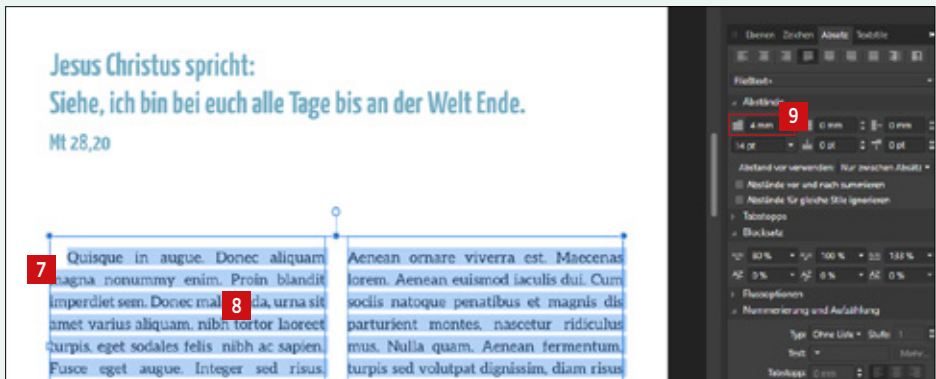 Jesus Christus spricht:
Siehe, ich bin bei euch alle Tage bis an der Welt Ende.
Mt 28,20
7
8
Quisque in augue. Donec aliquam
magna nonummy enim. Proin blandit
imperdiet sem. Donec da, urna sit
amet varius aliquam, nibh tortor laoreet
turpis, eget sodales felis nibh ac sapien.
Fusce eget augue. Integer sed risus.
Aenean ornare viverra est. Maecenas
lorem. Aenean euismod iaculis dui. Cum
sociis natoque penatibus et magnis dis
parturient montes, nascetur ridiculus
mus. Nulla quam. Aenean fermentum,
turpis sed volutpat dignissim, diam risus
Ebenen Zeichen Absatz Textstile
Fließtext+
Abstände
9
4 mm 0 mm 0 mm
14 pt 0 pt 0 pt
Abstand vor verwenden: Nur zwischen Absätz
Abstände vor und nach summieren
Abstände für gleiche Stile ignorieren
Tabstopps
Blocksatz
80 % 100 % 133 %
0 % 0 % 0 %
Flussoptionen
Nummerierung und Aufzählung
Typ: Ohne Liste Stufe: 1
Text: Mehr...
Tabstopp: 0 mm